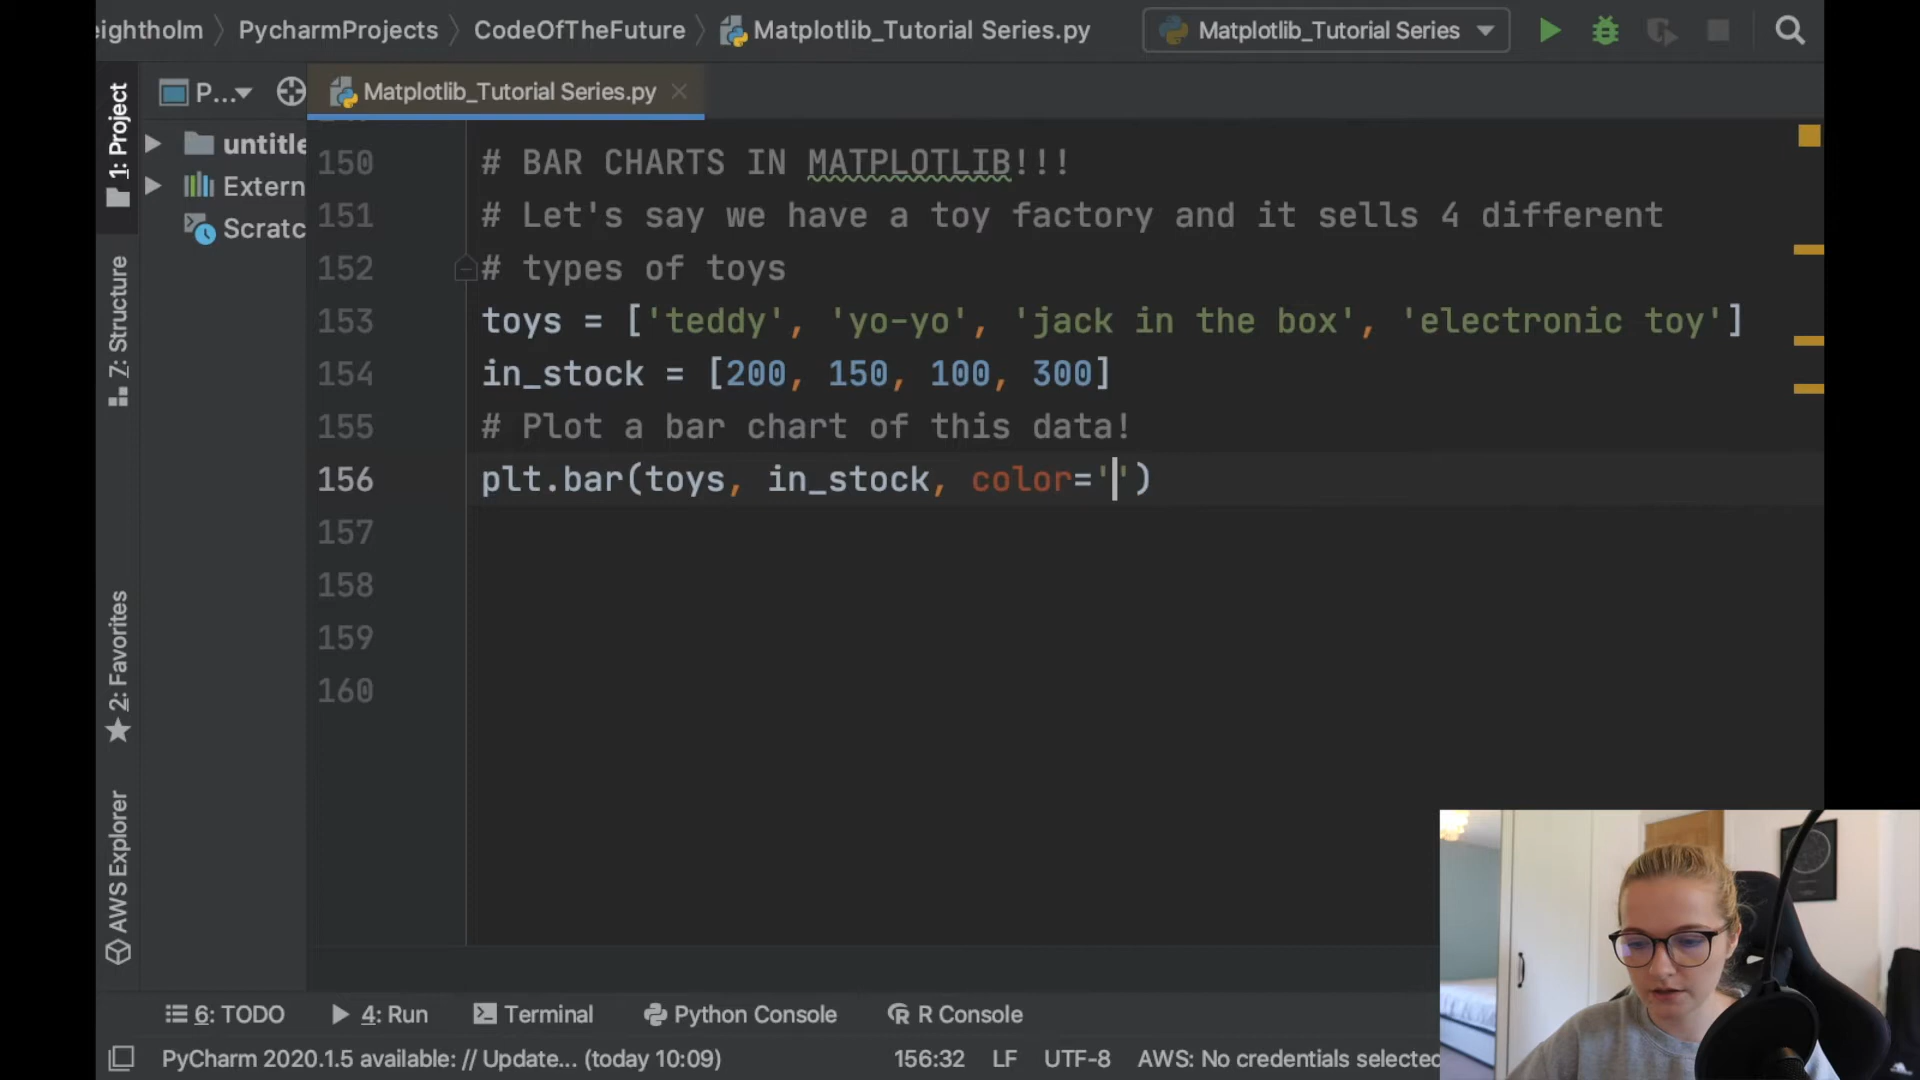 eightholm PycharmProjects CodeOfTheFuture Matplotlib_Tutorial Series.py Matplotlib_Tutorial Series
1: Project
P... Matplotlib_Tutorial Series.py
untitle
Extern
Scratc
Z: Structure
2: Favorites
AWS Explorer
150 # BAR CHARTS IN MATPLOTLIB!!!
151 # Let's say we have a toy factory and it sells 4 different
152 # types of toys
153 toys = ['teddy', 'yo-yo', 'jack in the box', 'electronic toy']
154 in_stock = [200, 150, 100, 300]
155 # Plot a bar chart of this data!
156 plt.bar(toys, in_stock, color='')
157
158
159
160
6: TODO 4: Run Terminal Python Console R Console
PyCharm 2020.1.5 available: // Update... (today 10:09) 156:32 LF UTF-8 AWS: No credentials selected